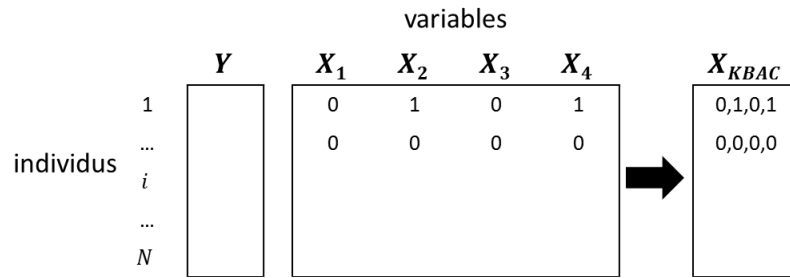 variables
Y X₁ X₂ X₃ X₄ X_KBAC
1 0 1 0 1 0,1,0,1
... 0 0 0 0 0,0,0,0
individus
i
...
N